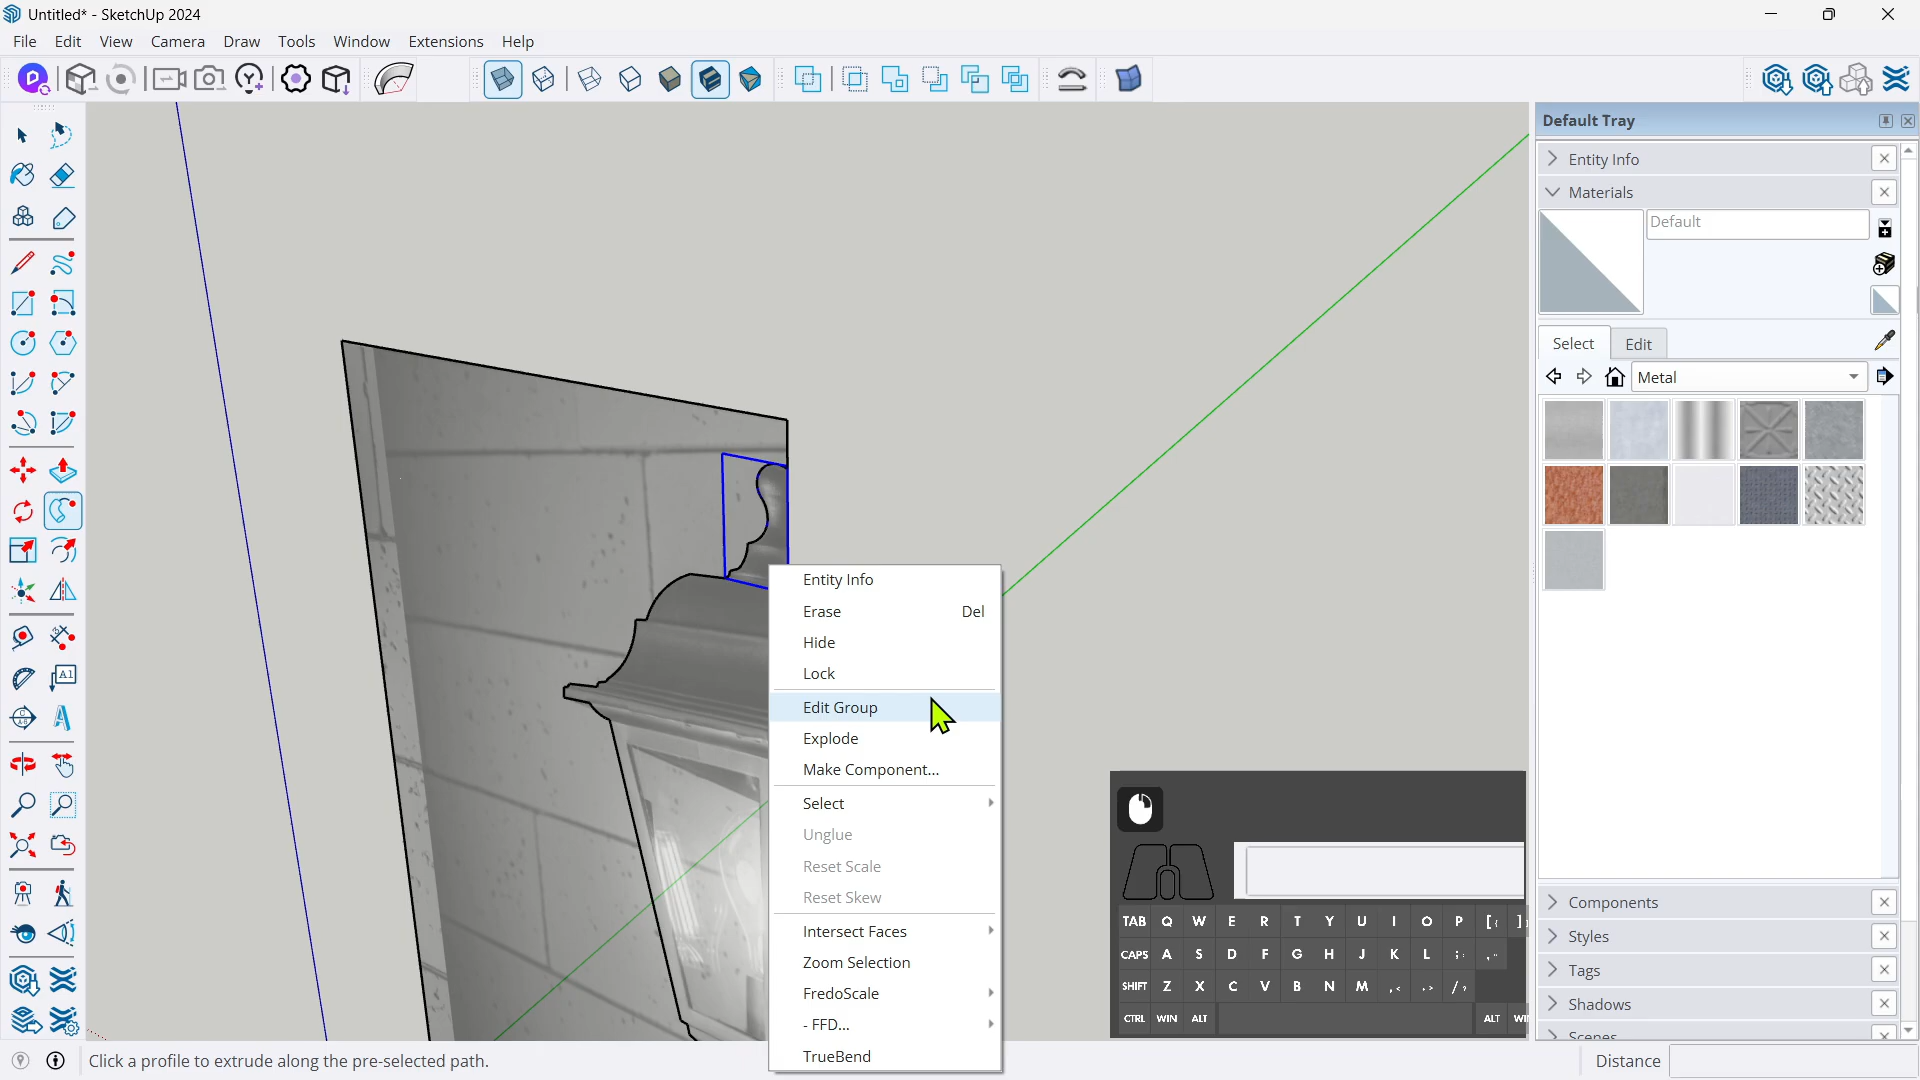 Untitled* - SketchUp 2024
File Edit View Camera Draw Tools Window Extensions Help
Default Tray
Entity Info
Materials
Default
Select Edit
Metal
Entity Info
Erase Del
Hide
Lock
Edit Group
Explode
Make Component...
Select
Unglue
Reset Scale
Reset Skew
Intersect Faces
Zoom Selection
FredoScale
- FFD...
TrueBend
TAB Q W E R T Y U I O P [ { ] }
CAPS A S D F G H J K L ; : , "
SHIFT Z X C V B N M , < . > / ?
CTRL WIN ALT ALT WIN
Components
Styles
Tags
Shadows
Scenes
Click a profile to extrude along the pre-selected path.
Distance